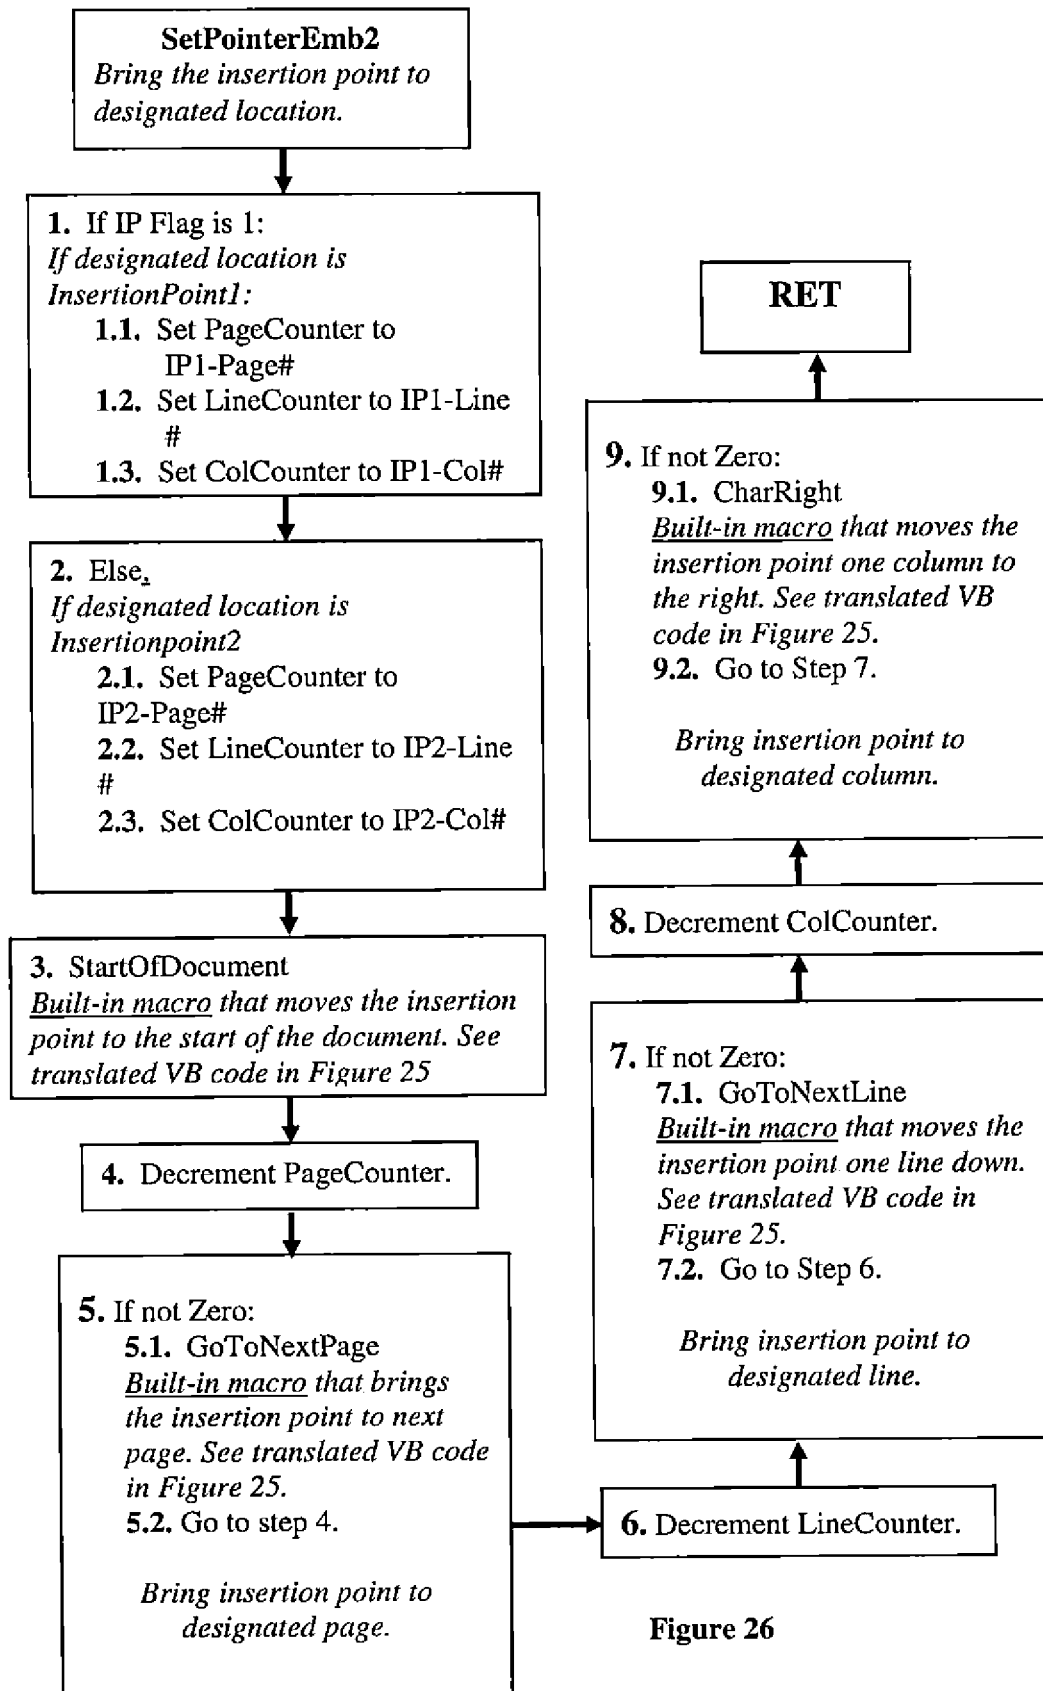 SetPointerEmb2
Bring the insertion point to
designated location.
1. If IP Flag is 1:
If designated location is
InsertionPoint1:
1.1. Set PageCounter to
IP1-Page#
1.2. Set LineCounter to IP1-Line
#
1.3. Set ColCounter to IP1-Col#
2. Else,
If designated location is
Insertionpoint2
2.1. Set PageCounter to
IP2-Page#
2.2. Set LineCounter to IP2-Line
#
2.3. Set ColCounter to IP2-Col#
3. StartOfDocument
Built-in macro that moves the insertion
point to the start of the document. See
translated VB code in Figure 25
4. Decrement PageCounter.
5. If not Zero:
5.1. GoToNextPage
Built-in macro that brings
the insertion point to next
page. See translated VB code
in Figure 25.
5.2. Go to step 4.
Bring insertion point to
designated page.
6. Decrement LineCounter.
7. If not Zero:
7.1. GoToNextLine
Built-in macro that moves the
insertion point one line down.
See translated VB code in
Figure 25.
7.2. Go to Step 6.
Bring insertion point to
designated line.
8. Decrement ColCounter.
9. If not Zero:
9.1. CharRight
Built-in macro that moves the
insertion point one column to
the right. See translated VB
code in Figure 25.
9.2. Go to Step 7.
Bring insertion point to
designated column.
RET
Figure 26